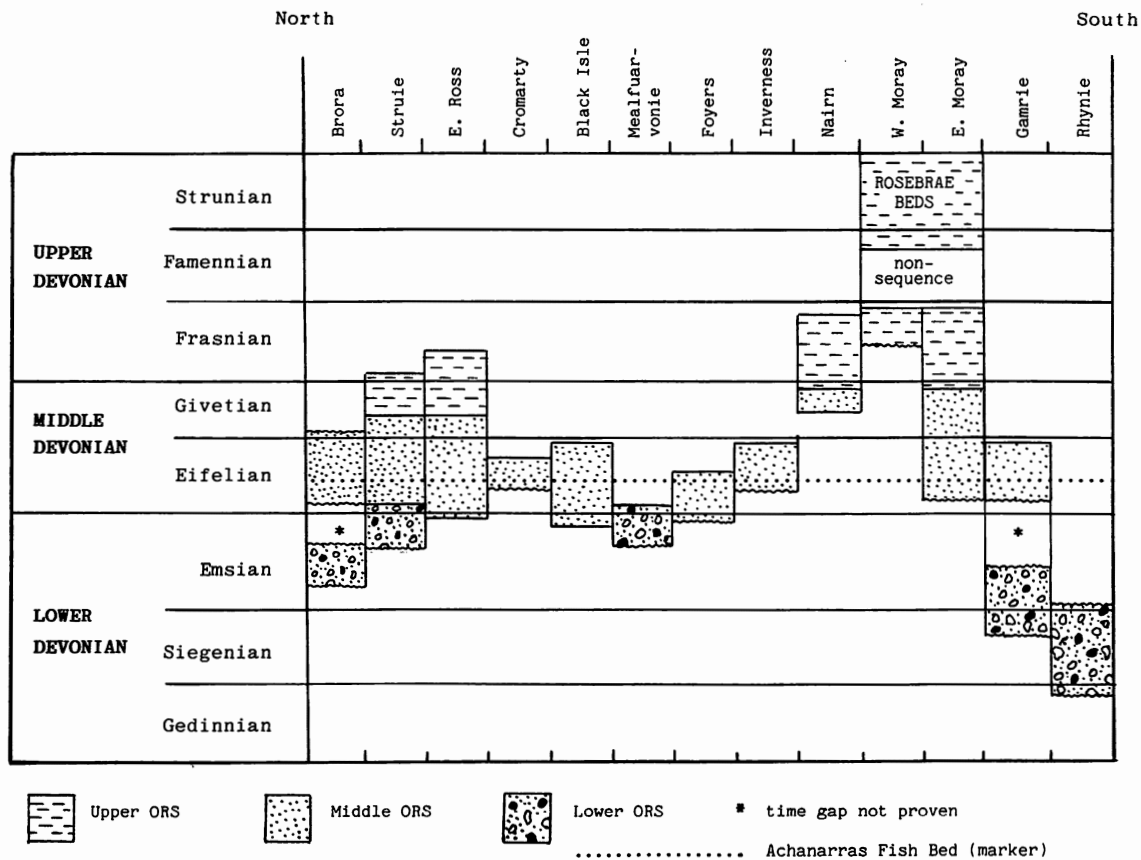 North
South
Brora
Struie
E. Ross
Cromarty
Black Isle
Mealfuar-
vonie
Foyers
Inverness
Nairn
W. Moray
E. Moray
Gamrie
Rhynie
UPPER
DEVONIAN
Strunian
Famennian
Frasnian
ROSEBRAE
BEDS
non-
sequence
MIDDLE
DEVONIAN
Givetian
Eifelian
LOWER
DEVONIAN
Emsian
Siegenian
Gedinnian
*
*
Upper ORS
Middle ORS
Lower ORS
* time gap not proven
Achanarras Fish Bed (marker)